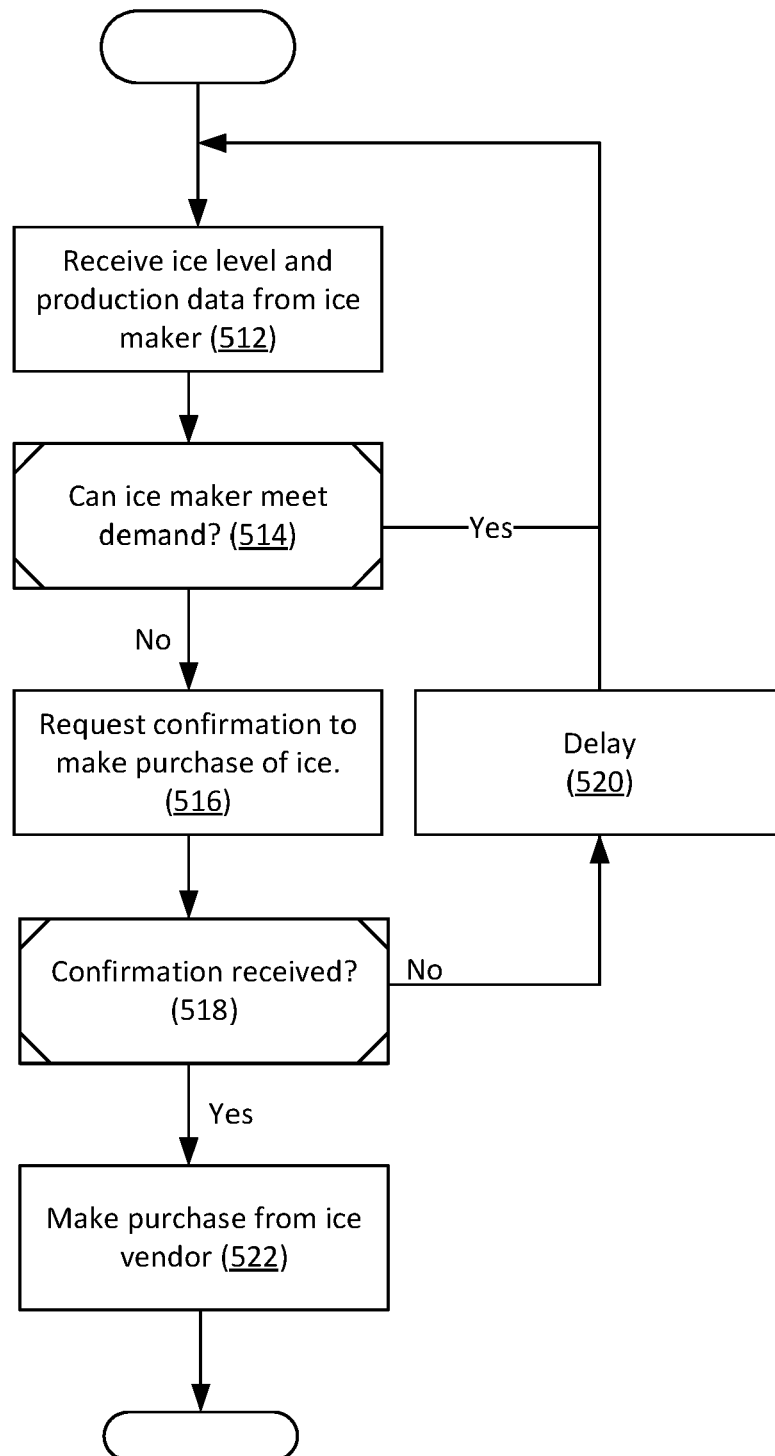 Receive ice level and
production data from ice
maker (512)
Can ice maker meet
demand? (514)
Yes
No
Request confirmation to
make purchase of ice.
(516)
Delay
(520)
Confirmation received?
(518)
No
Yes
Make purchase from ice
vendor (522)